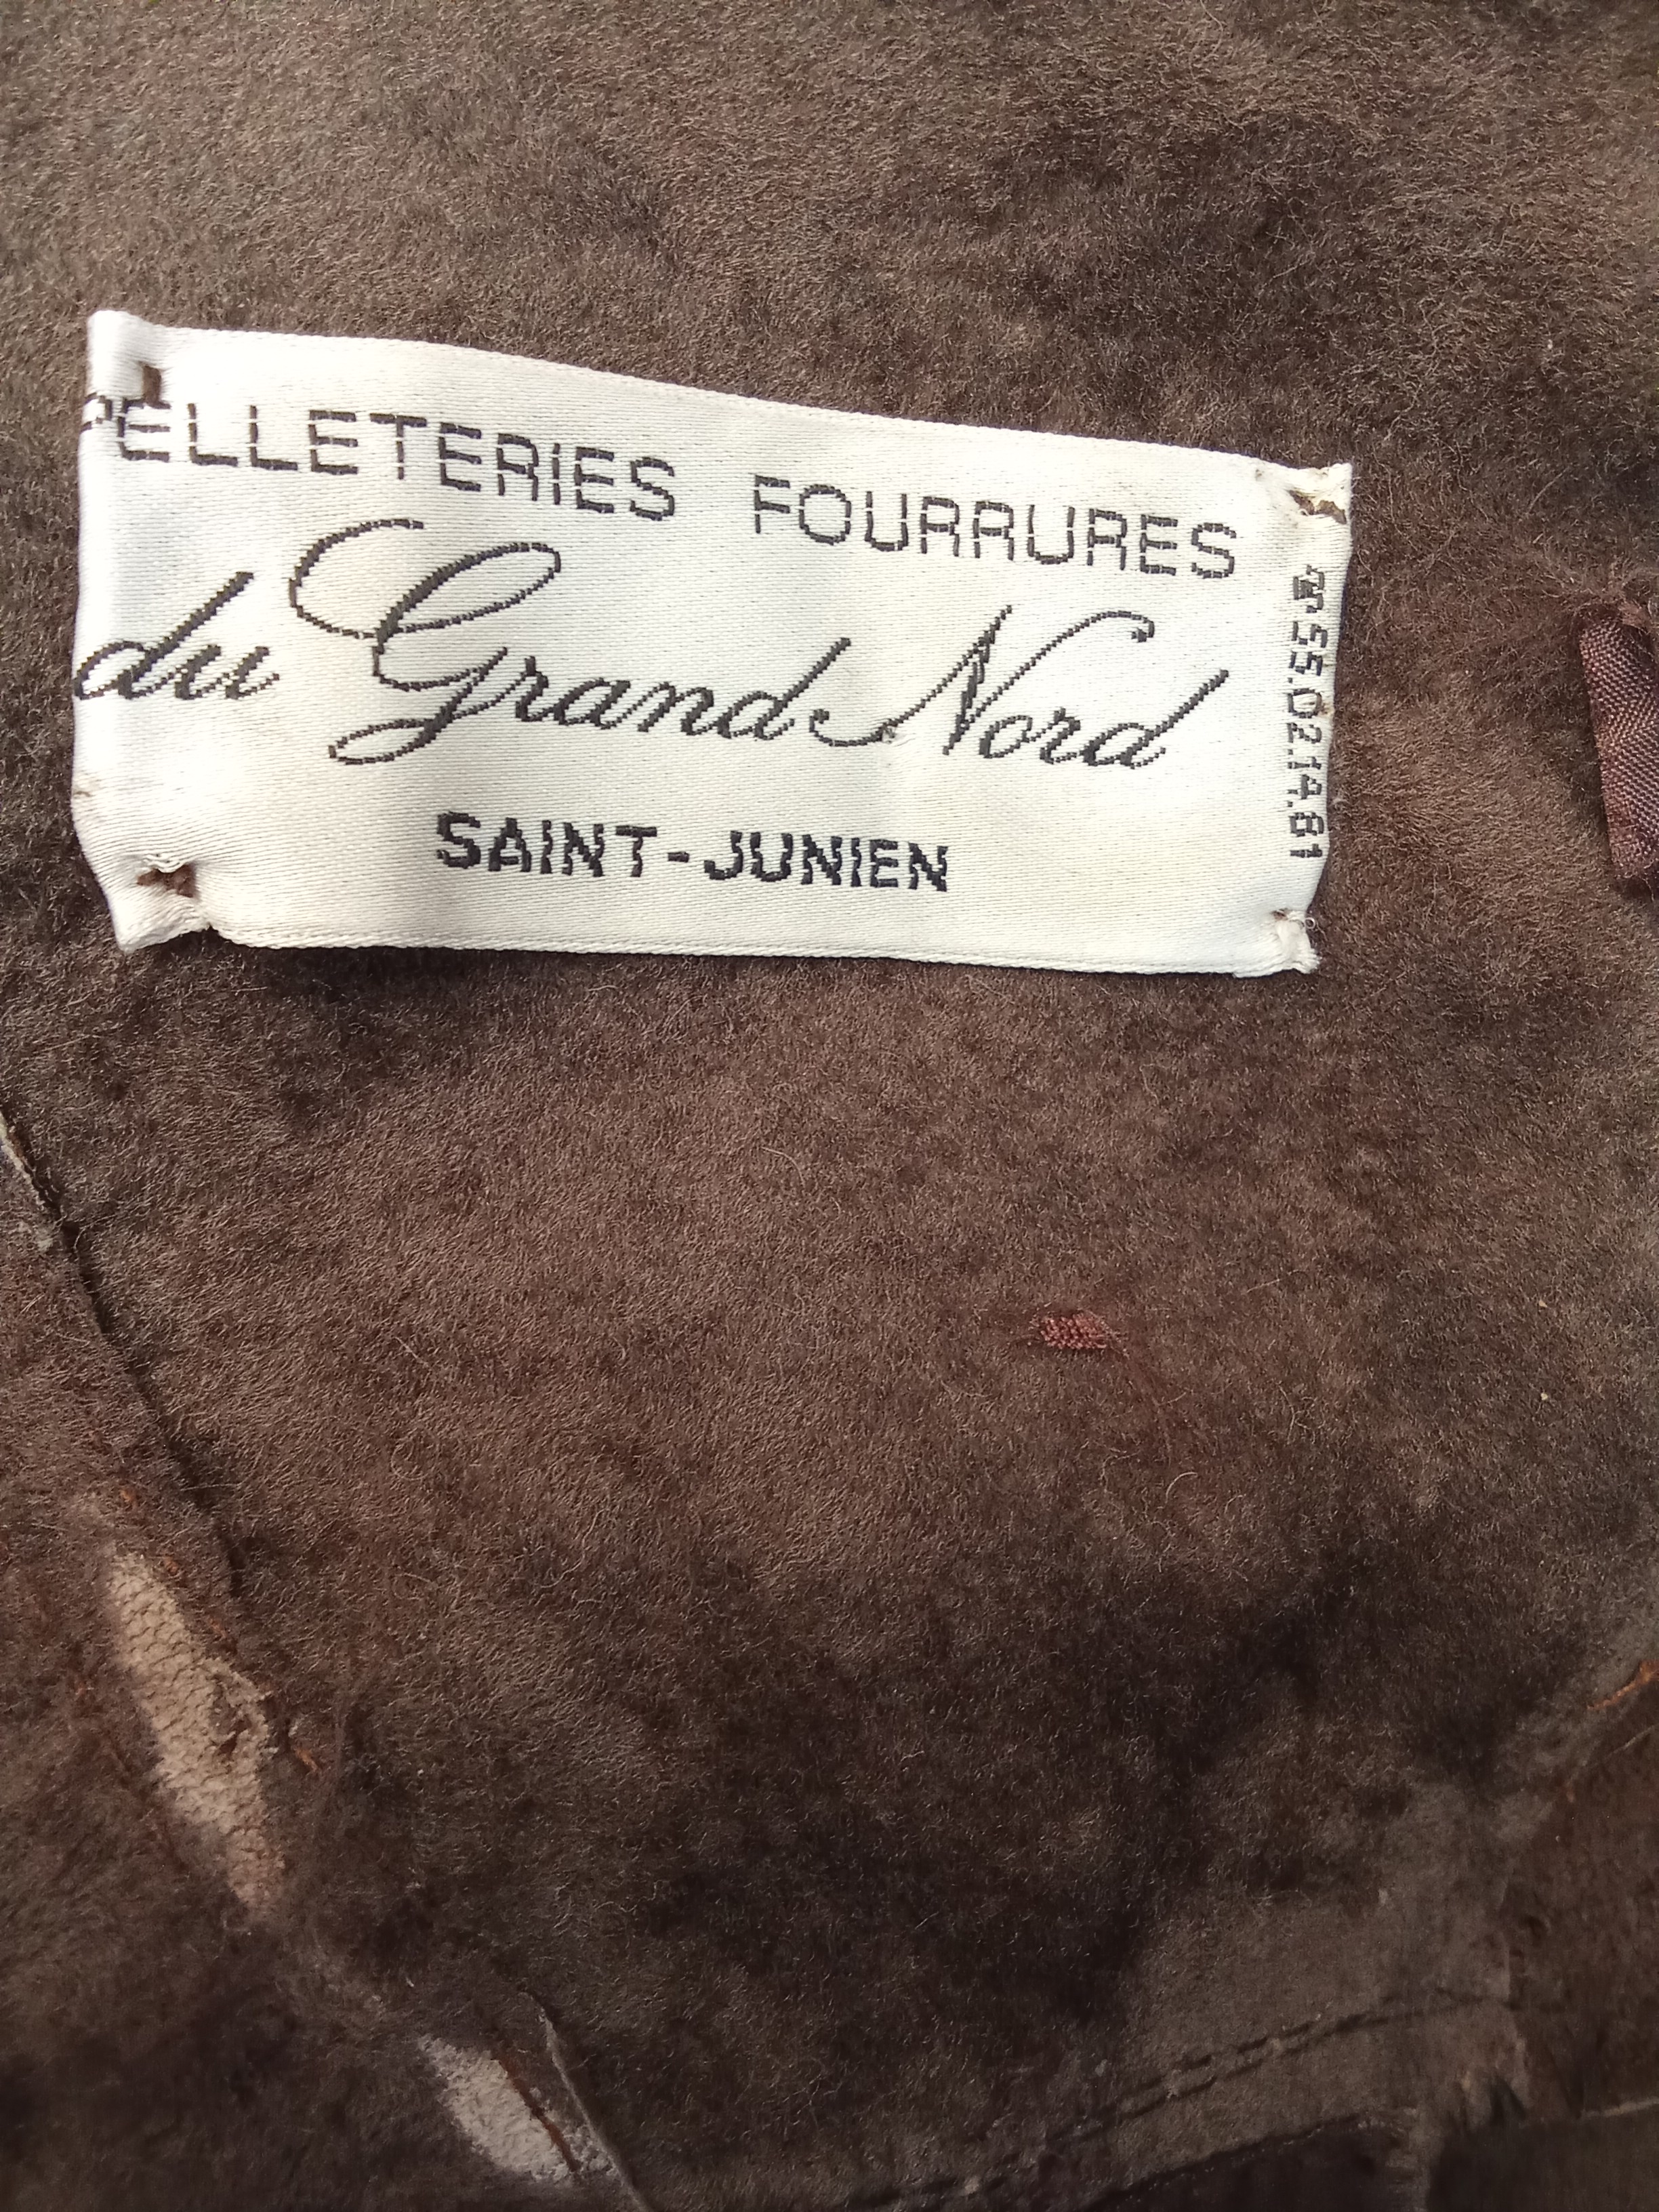 PELLETERIES FOURRURES
du Grand Nord
SAINT-JUNIEN
T 55.02.14.81